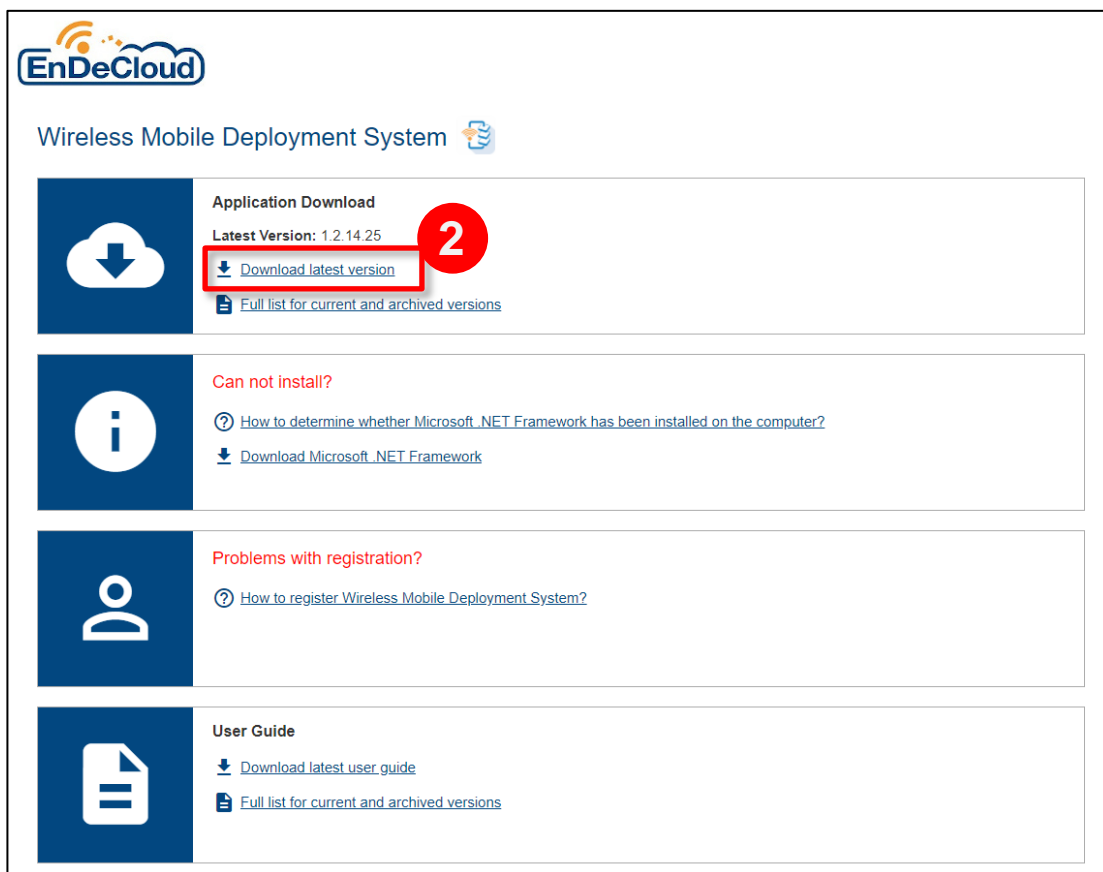 EnDeCloud
Wireless Mobile Deployment System
Application Download
Latest Version: 1.2.14.25
2
Download latest version
Full list for current and archived versions
Can not install?
How to determine whether Microsoft .NET Framework has been installed on the computer?
Download Microsoft .NET Framework
Problems with registration?
How to register Wireless Mobile Deployment System?
User Guide
Download latest user guide
Full list for current and archived versions